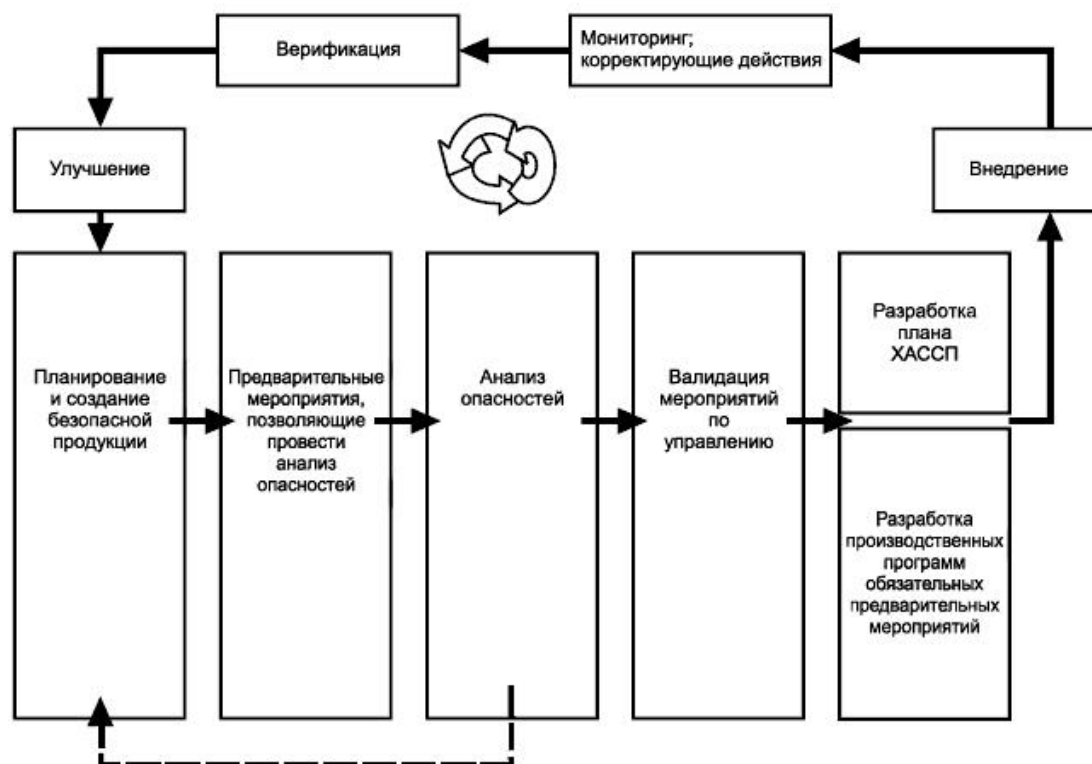 Верификация
Мониторинг;
корректирующие действия
Улучшение
Внедрение
Планирование
и создание
безопасной
продукции
Предварительные
мероприятия,
позволяющие
провести
анализ
опасностей
Анализ
опасностей
Валидация
мероприятий
по
управлению
Разработка
плана
ХАССП
Разработка
производственных
программ
обязательных
предварительных
мероприятий